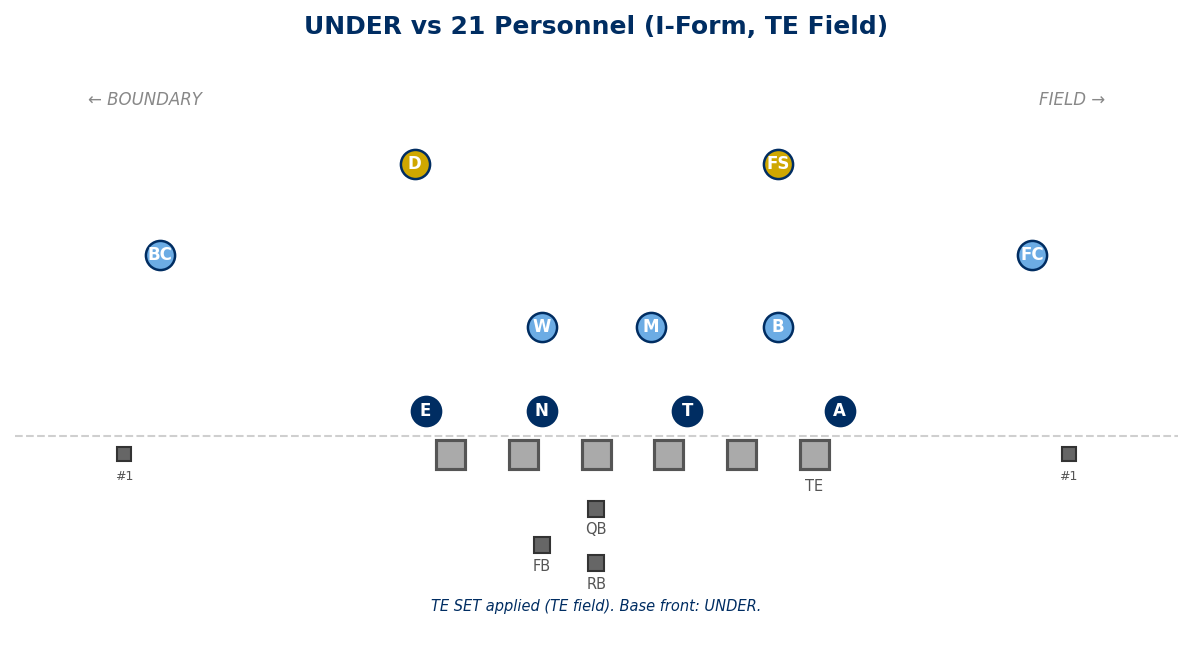 UNDER vs 21 Personnel (I-Form, TE Field)
← BOUNDARY
FIELD →
D
FS
BC
FC
W
M
B
E
N
T
A
#1
#1
TE
QB
FB
RB
TE SET applied (TE field). Base front: UNDER.